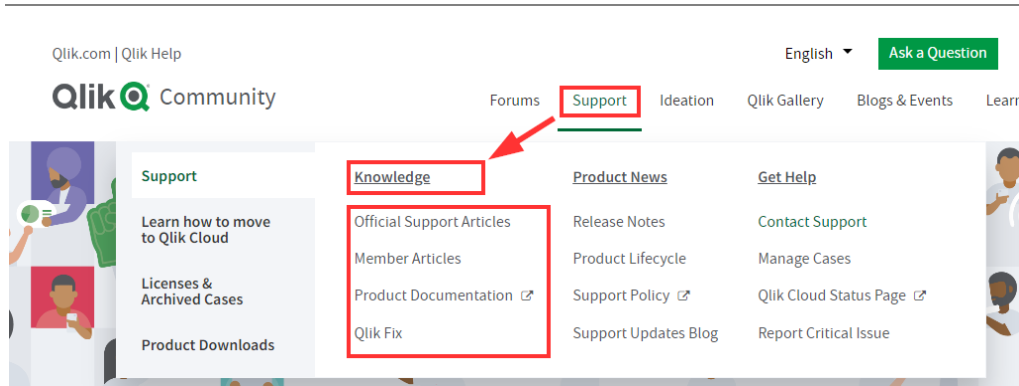 Qlik.com | Qlik Help
English
Ask a Question
Qlik Community
Forums
Support
Ideation
Qlik Gallery
Blogs & Events
Learn
Support
Learn how to move
to Qlik Cloud
Licenses &
Archived Cases
Product Downloads
Knowledge
Official Support Articles
Member Articles
Product Documentation
Qlik Fix
Product News
Release Notes
Product Lifecycle
Support Policy
Support Updates Blog
Get Help
Contact Support
Manage Cases
Qlik Cloud Status Page
Report Critical Issue